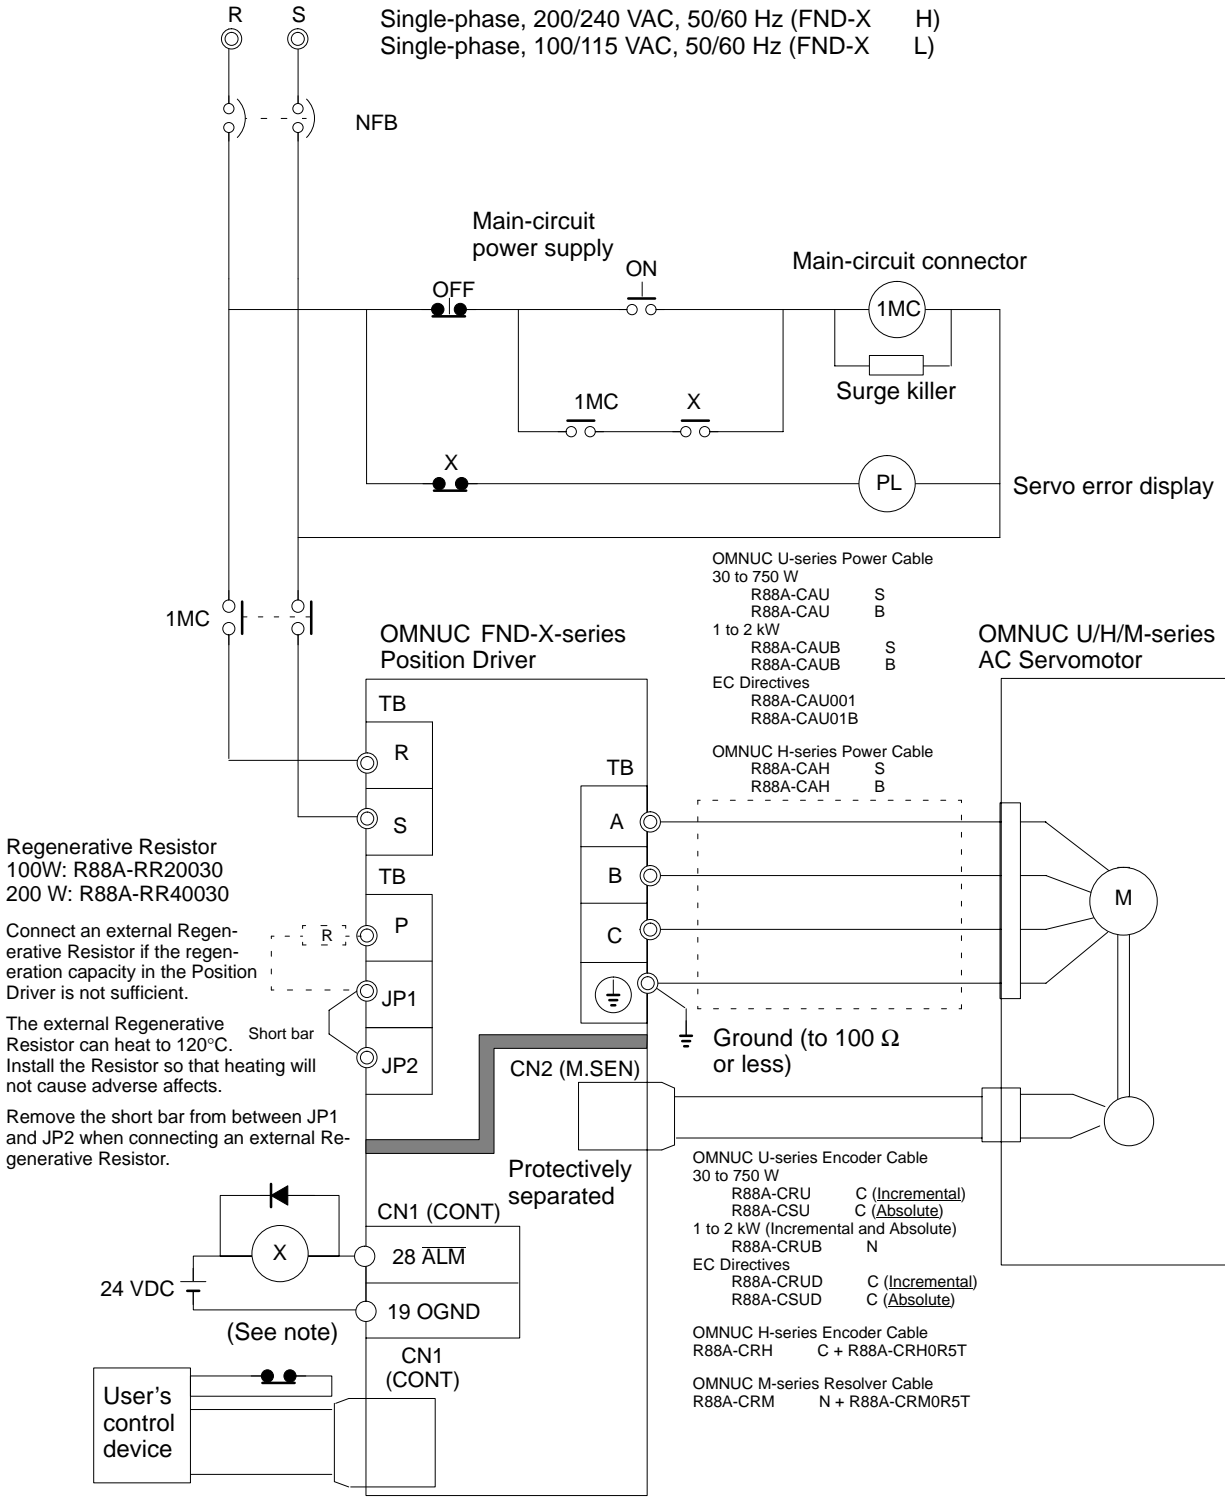 R S
Single-phase, 200/240 VAC, 50/60 Hz (FND-X H)
Single-phase, 100/115 VAC, 50/60 Hz (FND-X L)
NFB
Main-circuit
power supply
OFF
ON
Main-circuit connector
1MC
Surge killer
1MC X
X
PL
Servo error display
1MC
OMNUC U-series Power Cable
30 to 750 W
R88A-CAU S
R88A-CAU B
1 to 2 kW
R88A-CAUB S
R88A-CAUB B
EC Directives
R88A-CAU001
R88A-CAU01B
OMNUC H-series Power Cable
R88A-CAH S
R88A-CAH B
OMNUC FND-X-series
Position Driver
OMNUC U/H/M-series
AC Servomotor
TB
R
S
TB
P
JP1
JP2
TB
A
B
C
M
Regenerative Resistor
100W: R88A-RR20030
200 W: R88A-RR40030
Connect an external Regen-
erative Resistor if the regen-
eration capacity in the Position
Driver is not sufficient.
The external Regenerative
Resistor can heat to 120°C.
Install the Resistor so that heating will
not cause adverse affects.
Remove the short bar from between JP1
and JP2 when connecting an external Re-
generative Resistor.
R
Short bar
Ground (to 100 Ω
or less)
CN2 (M.SEN)
Protectively
separated
OMNUC U-series Encoder Cable
30 to 750 W
R88A-CRU C (Incremental)
R88A-CSU C (Absolute)
1 to 2 kW (Incremental and Absolute)
R88A-CRUB N
EC Directives
R88A-CRUD C (Incremental)
R88A-CSUD C (Absolute)
OMNUC H-series Encoder Cable
R88A-CRH C + R88A-CRH0R5T
OMNUC M-series Resolver Cable
R88A-CRM N + R88A-CRM0R5T
CN1 (CONT)
X
28 ALM
24 VDC
19 OGND
(See note)
CN1
(CONT)
User's
control
device